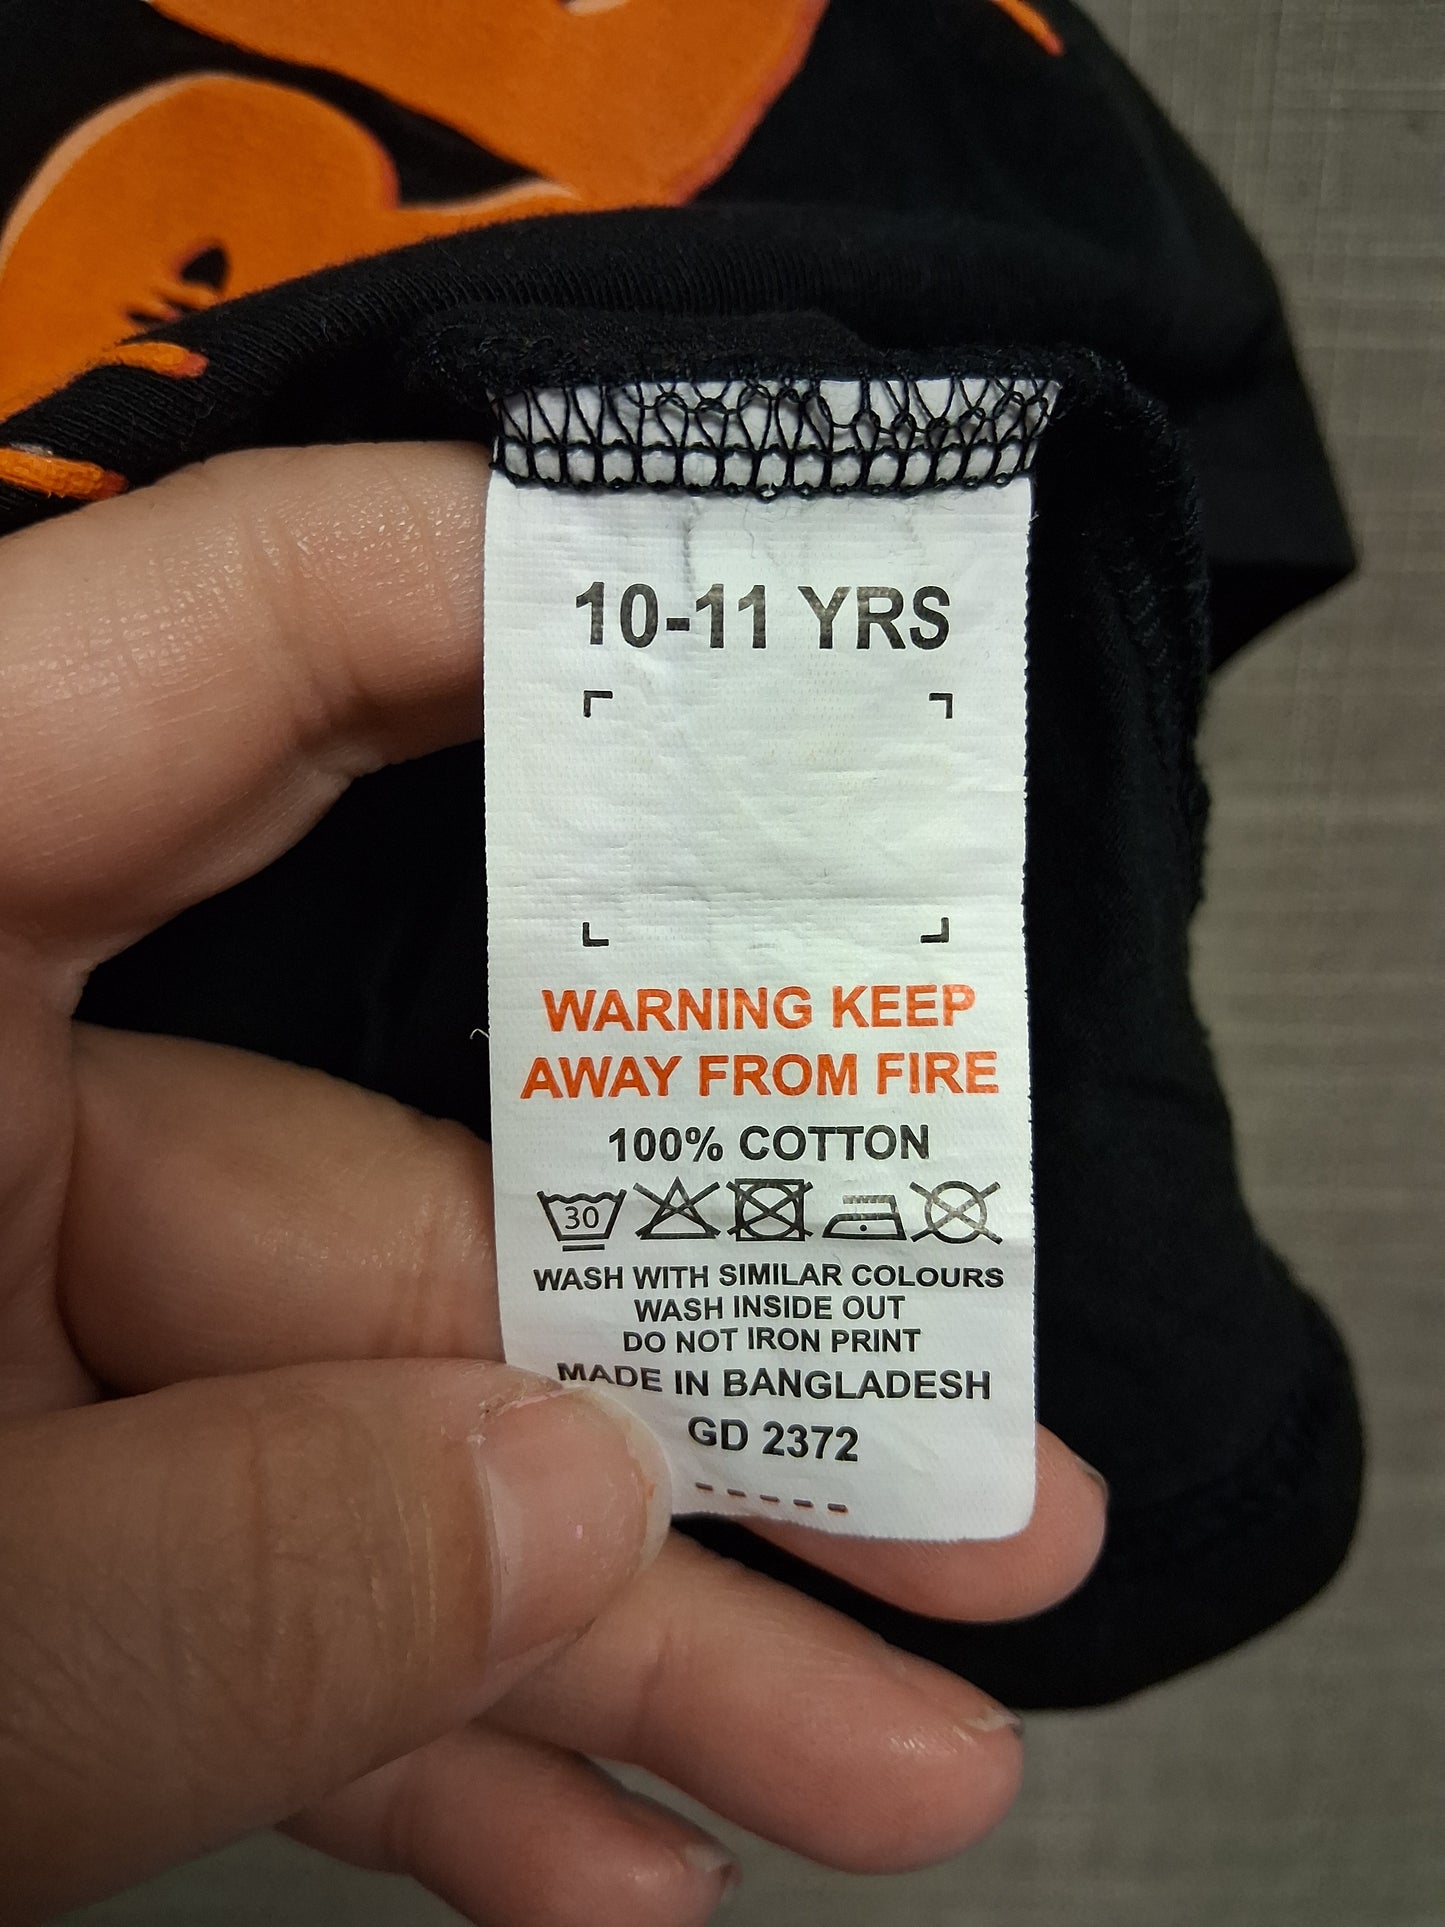 10-11 YRS
WARNING KEEP
AWAY FROM FIRE
100% COTTON
30
WASH WITH SIMILAR COLOURS
WASH INSIDE OUT
DO NOT IRON PRINT
MADE IN BANGLADESH
GD 2372